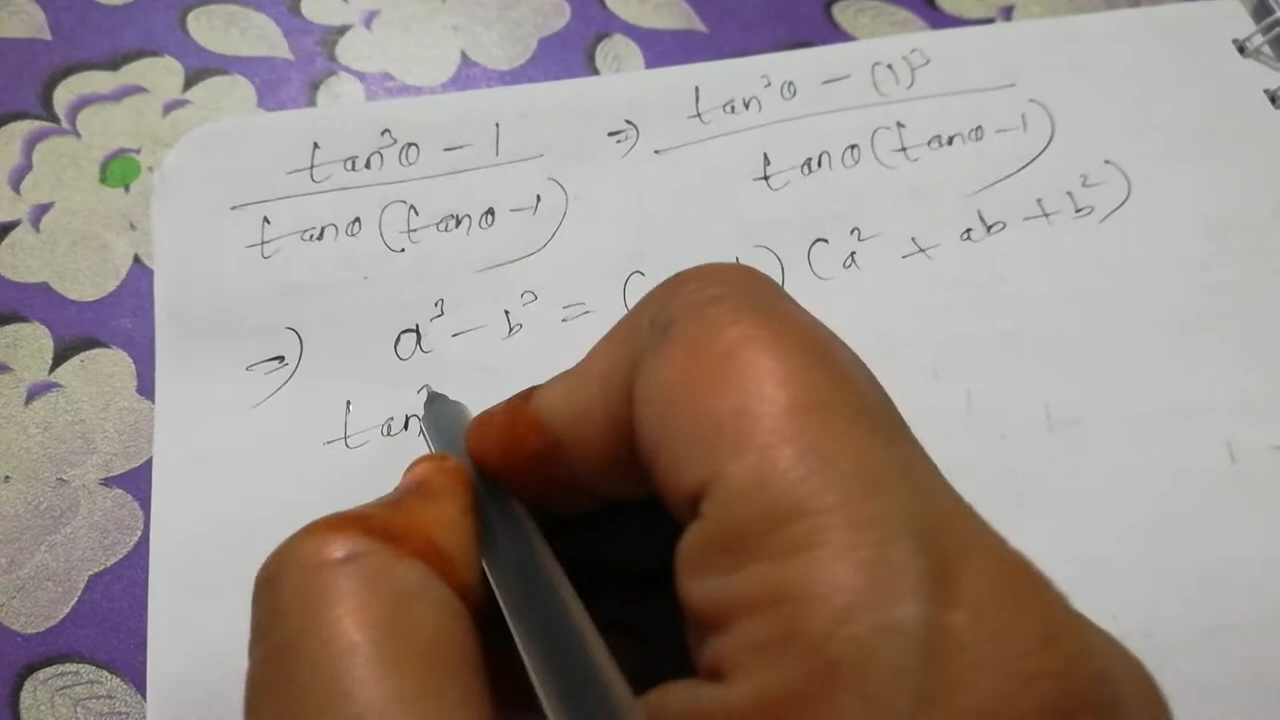 tan³θ - 1 ⇒ tan³θ - (1)³
tanθ (tanθ - 1) tanθ (tanθ - 1)
⇒) a³ - b³ = ( ) (a² + ab + b²)
tan